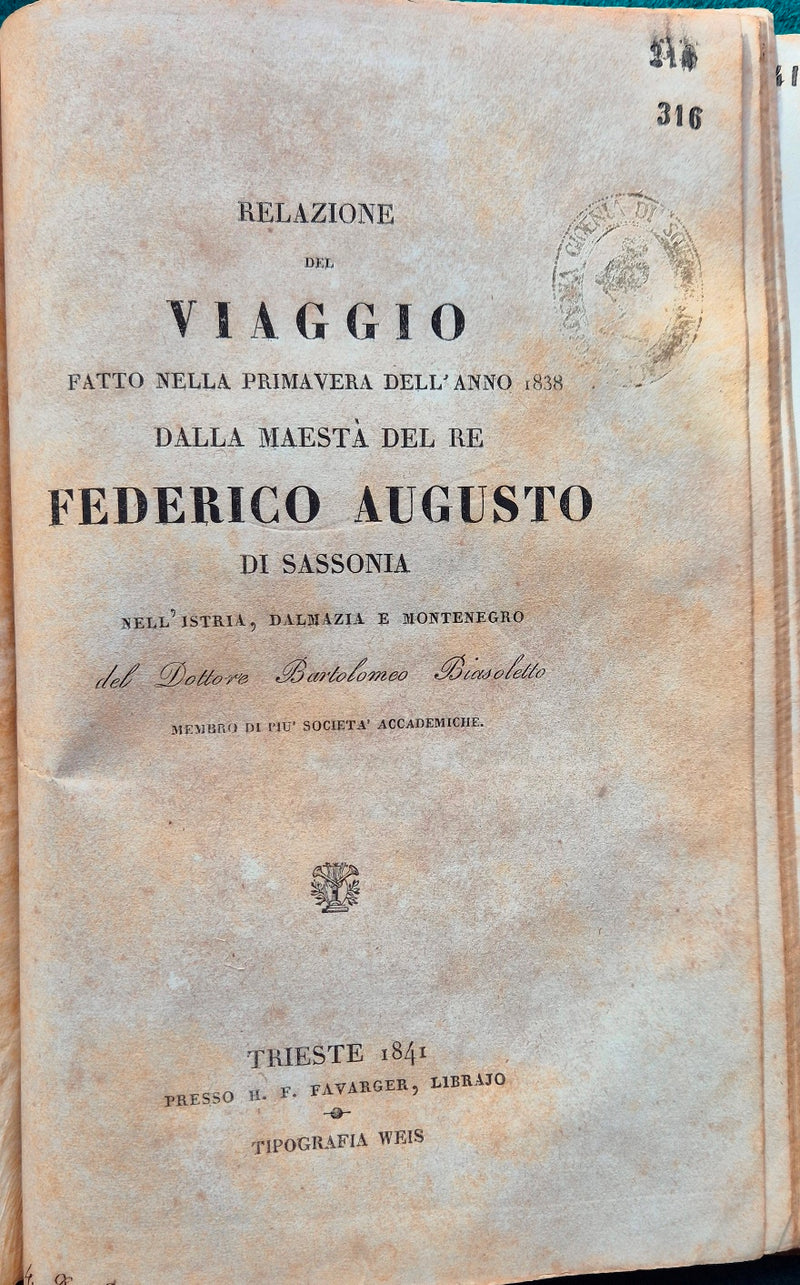 316
RELAZIONE
DEL
VIAGGIO
FATTO NELLA PRIMAVERA DELL'ANNO 1838
DALLA MAESTÀ DEL RE
FEDERICO AUGUSTO
DI SASSONIA
NELL'ISTRIA, DALMAZIA E MONTENEGRO
del Dottore Bartolomeo Biasoletto
MEMBRO DI PIU' SOCIETA' ACCADEMICHE.
GIOENIA DI
TRIESTE 1841
PRESSO H. F. FAVARGER, LIBRAJO
TIPOGRAFIA WEIS